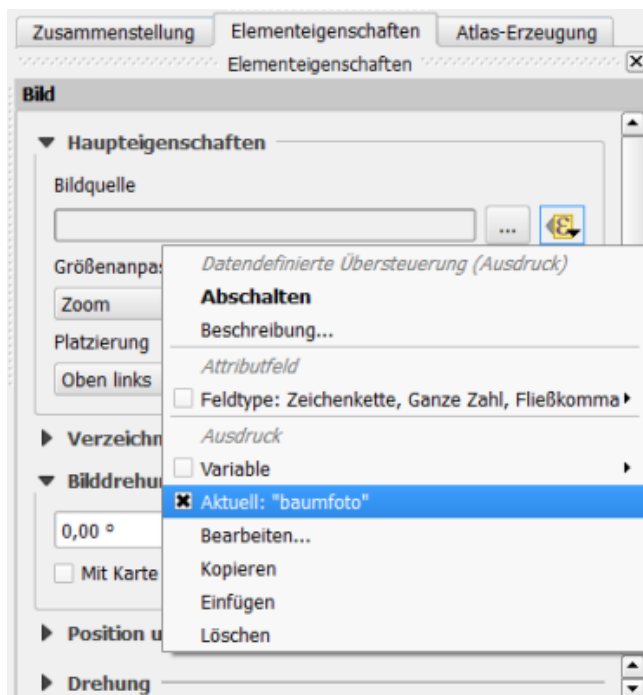 Zusammenstellung Elementeigenschaften Atlas-Erzeugung
Elementeigenschaften
Bild
Haupteigenschaften
Bildquelle
... ε
Größenanpas
Datendefinierte Übersteuerung (Ausdruck)
Zoom
Abschalten
Beschreibung...
Platzierung
Attributfeld
Oben links
Feldtype: Zeichenkette, Ganze Zahl, Fließkomma
Verzeichn
Ausdruck
Variable
Bilddrehu
Aktuell: "baumfoto"
0,00 °
Bearbeiten...
Mit Karte
Kopieren
Einfügen
Position u
Löschen
Drehung